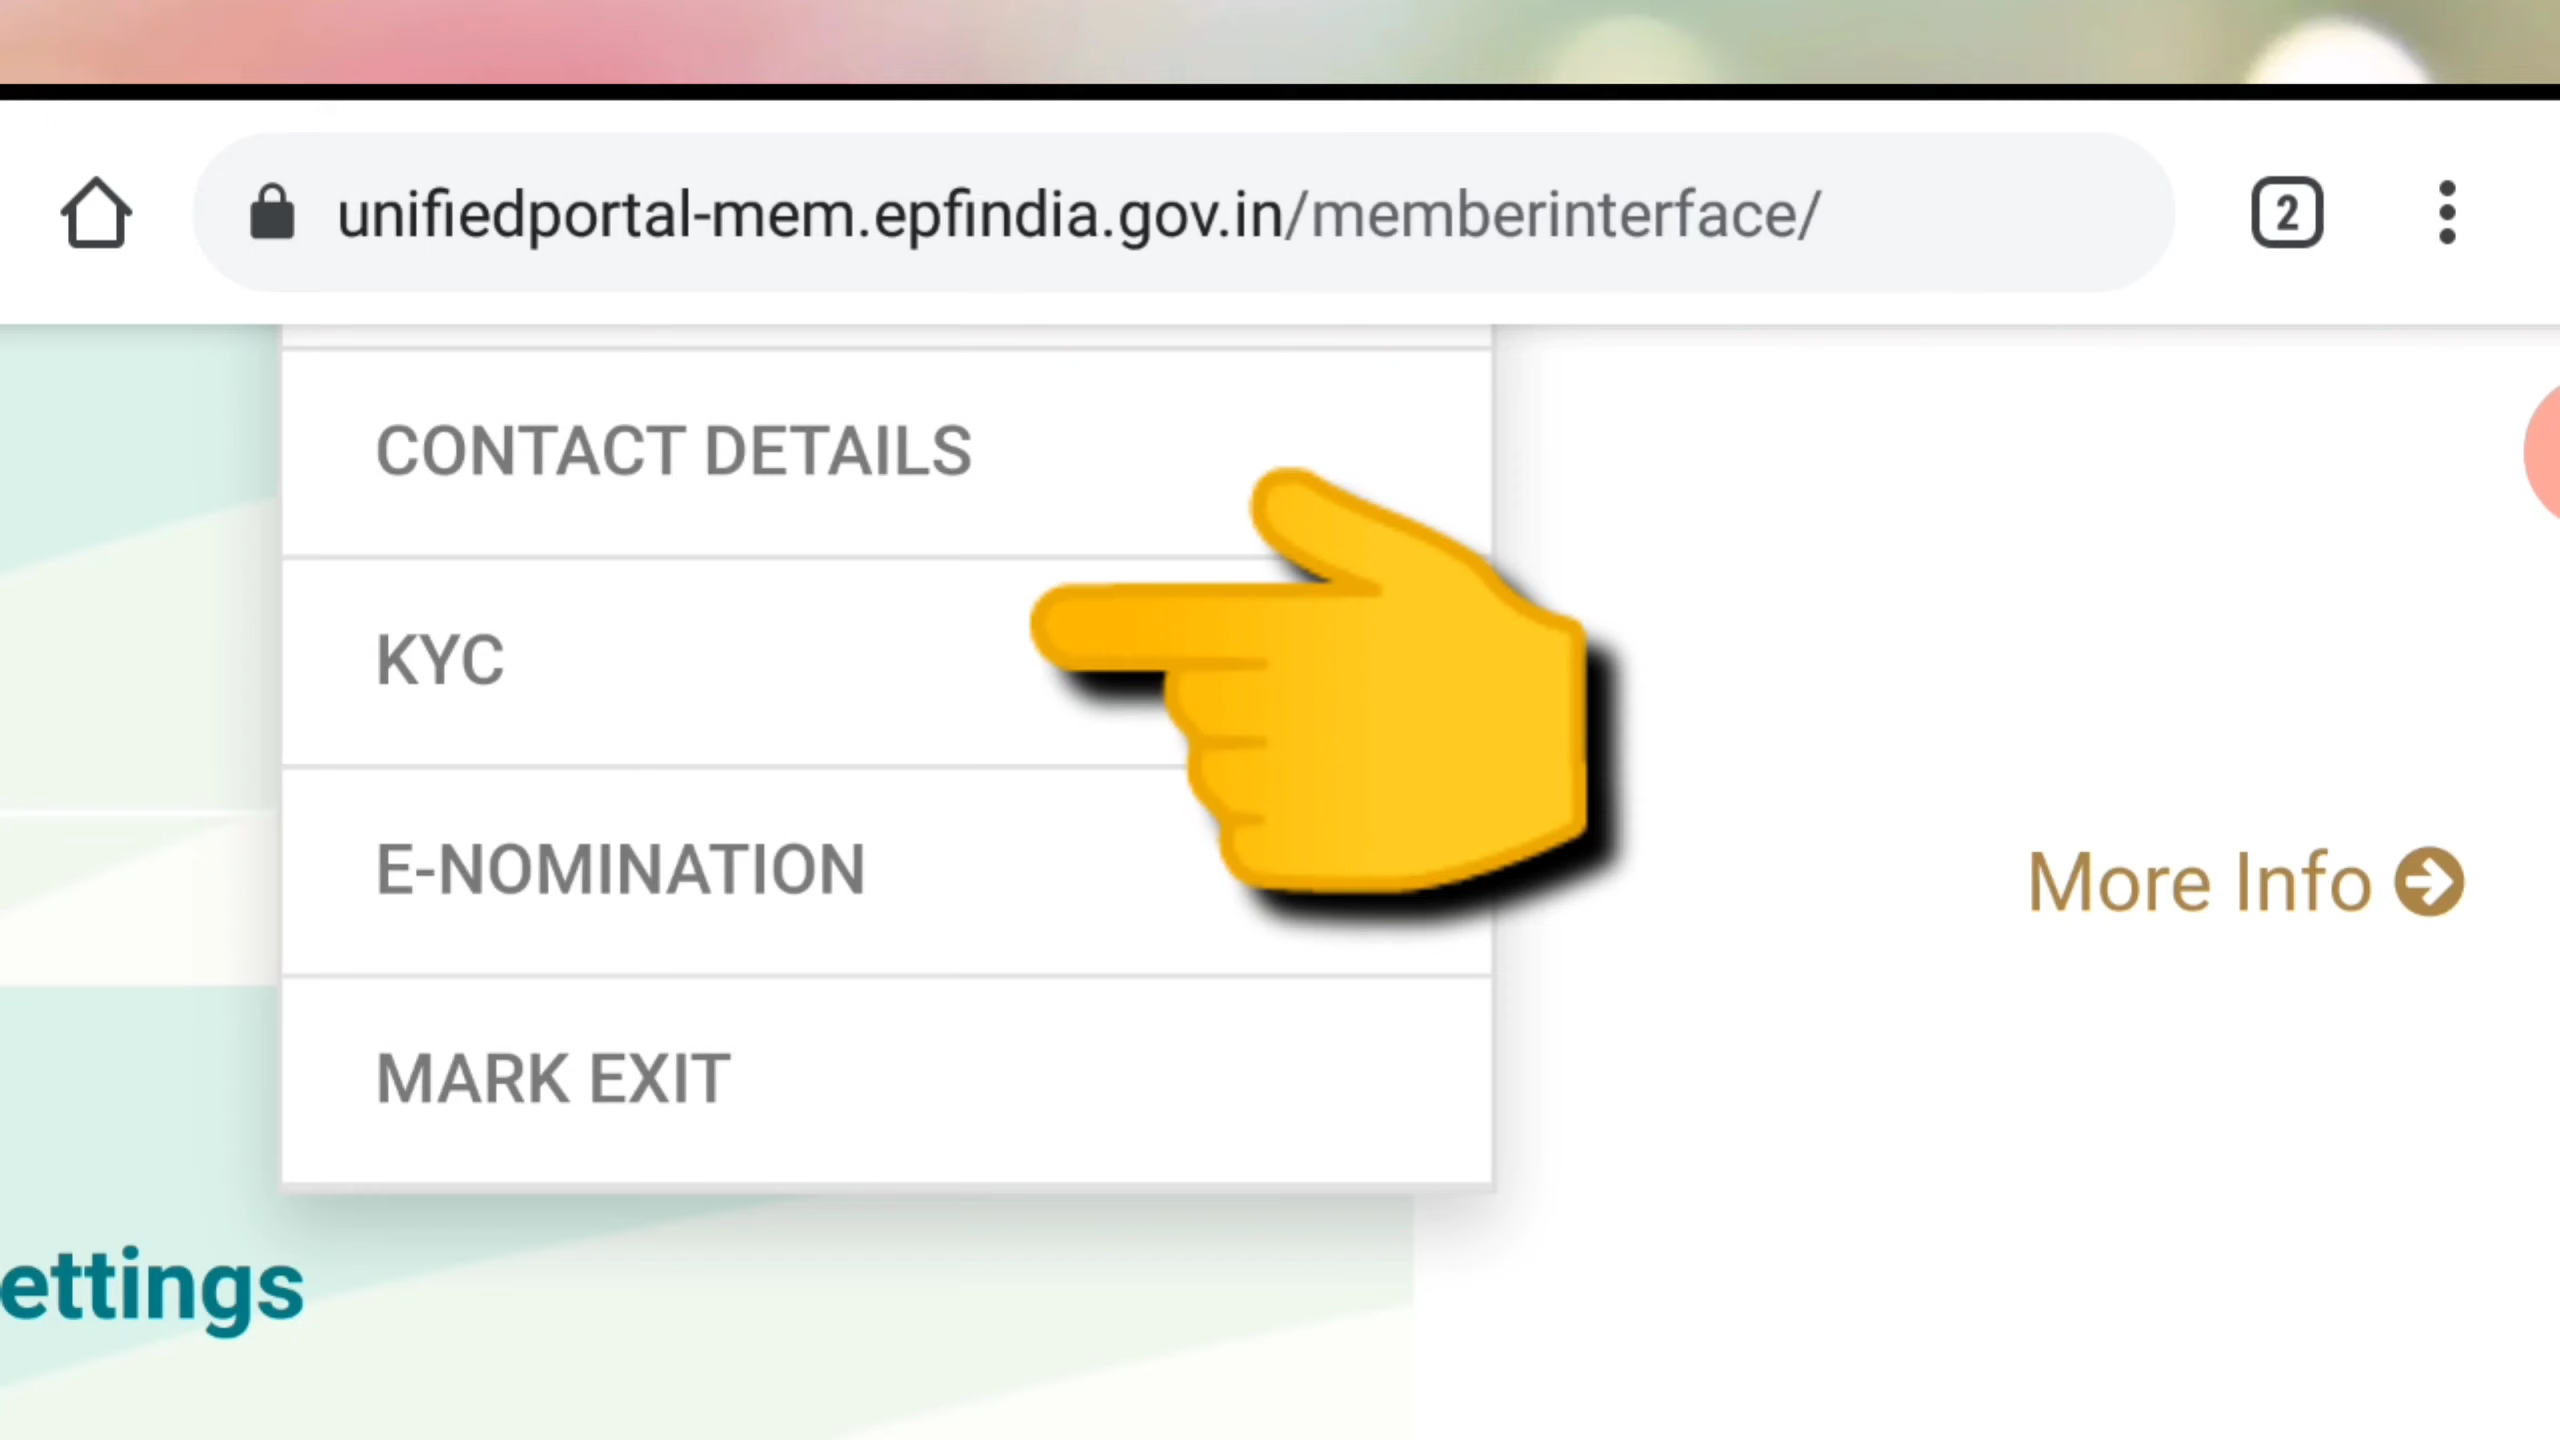 unifiedportal-mem.epfindia.gov.in/memberinterface/
2
CONTACT DETAILS
KYC
E-NOMINATION
More Info
MARK EXIT
ettings